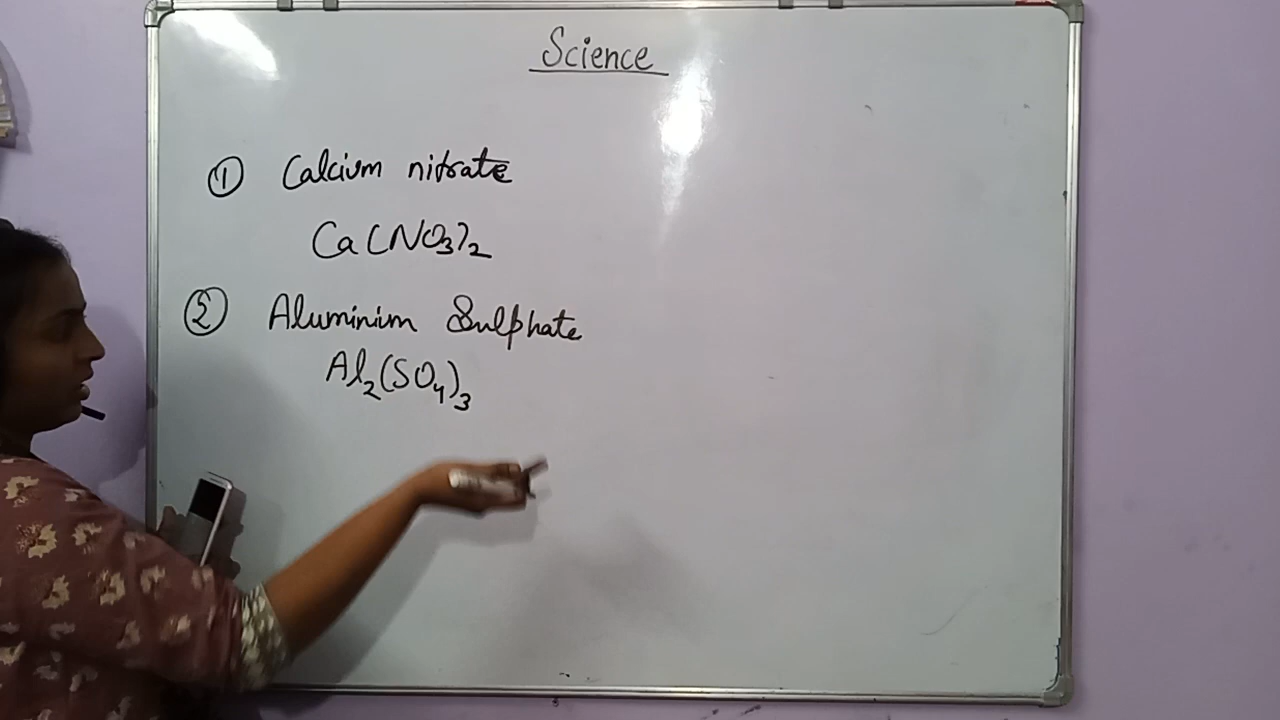 Science
① Calcium nitrate
Ca(NO₃)₂
② Aluminium Sulphate
Al₂(SO₄)₃